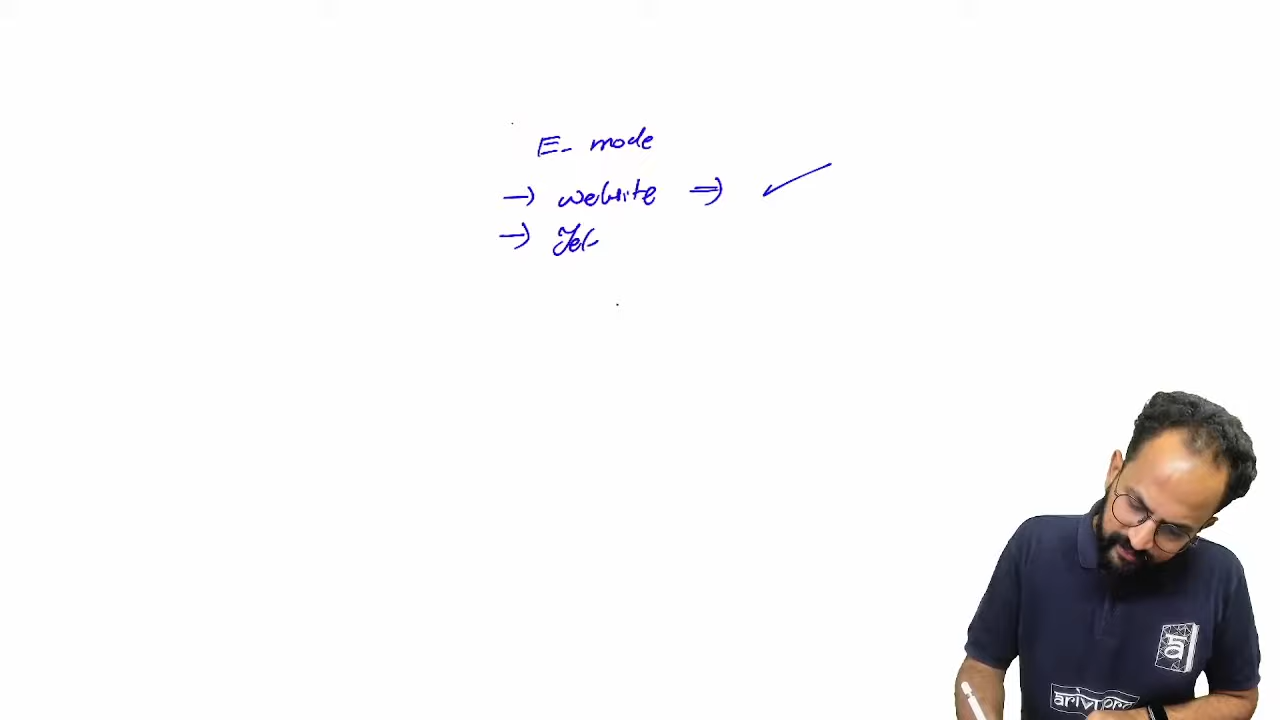 E- mode
→ website ⇒ ✓
→ Tel